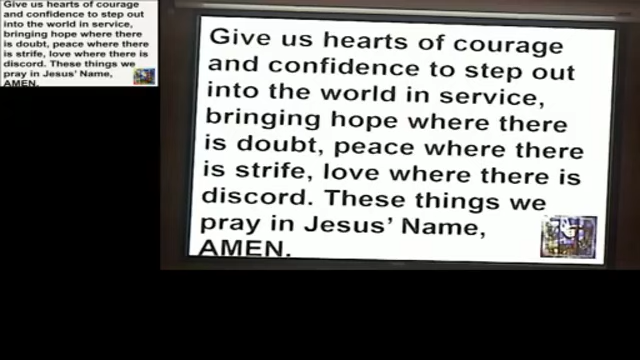 Give us hearts of courage
and confidence to step out
into the world in service,
bringing hope where there
is doubt, peace where there
is strife, love where there is
discord. These things we
pray in Jesus' Name,
AMEN.
Give us hearts of courage
and confidence to step out
into the world in service,
bringing hope where there
is doubt, peace where there
is strife, love where there is
discord. These things we
pray in Jesus' Name,
AMEN.